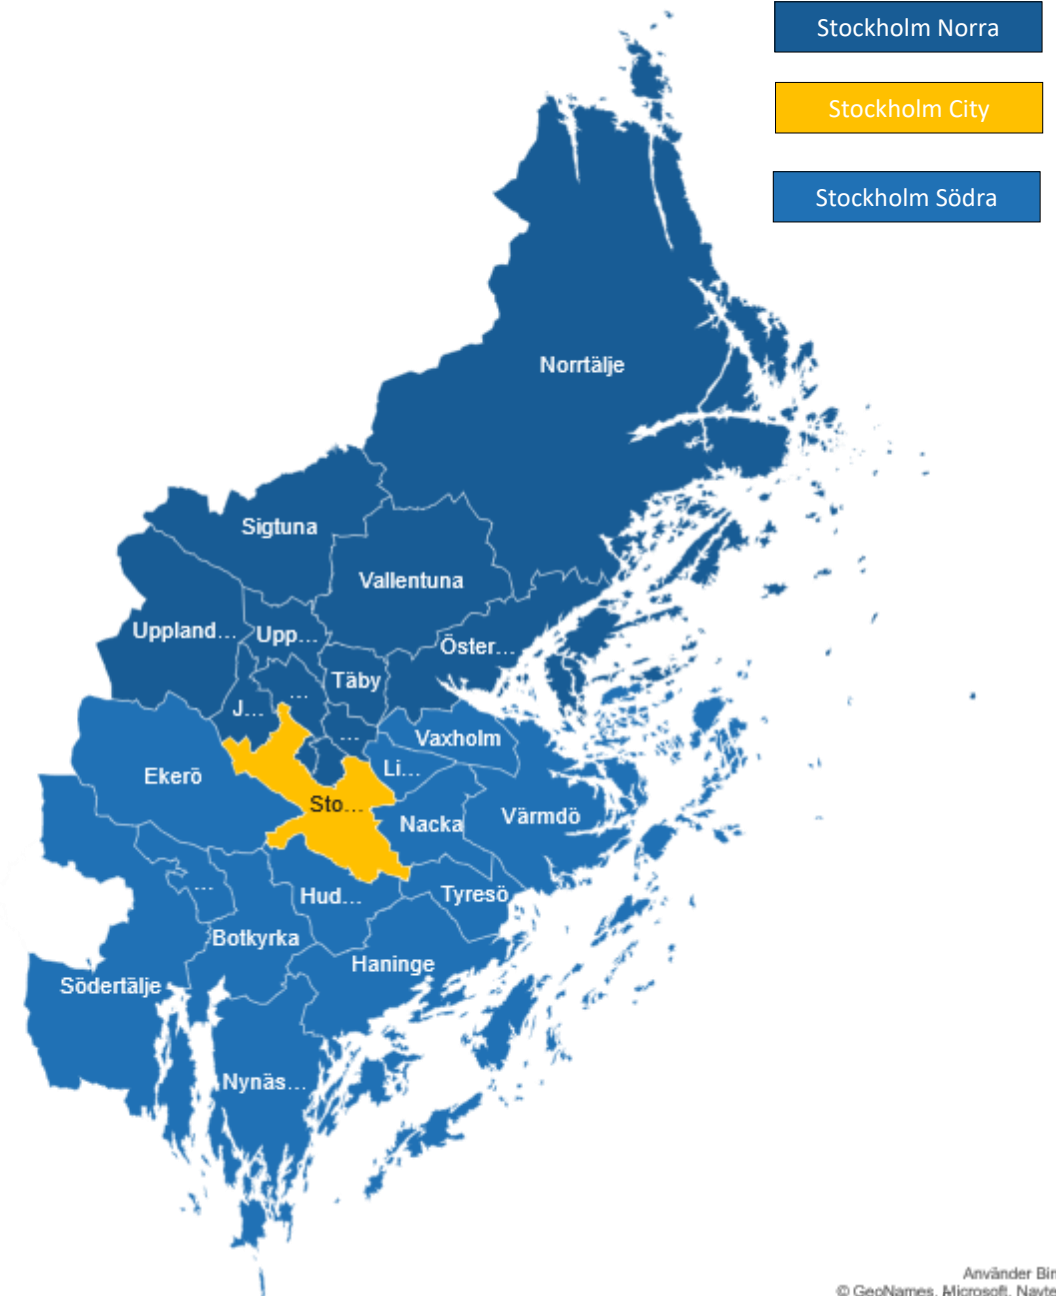 Stockholm Norra
Stockholm City
Stockholm Södra
Norrtälje
Sigtuna
Vallentuna
Uppland...
Upp...
Öster...
Täby
...
J...
...
Vaxholm
Li...
Ekerö
Sto...
Värmdö
Nacka
...
Hud...
Tyresö
Botkyrka
Haninge
Södertälje
Nynäs...
Använder Bin
© GeoNames, Microsoft, Navte